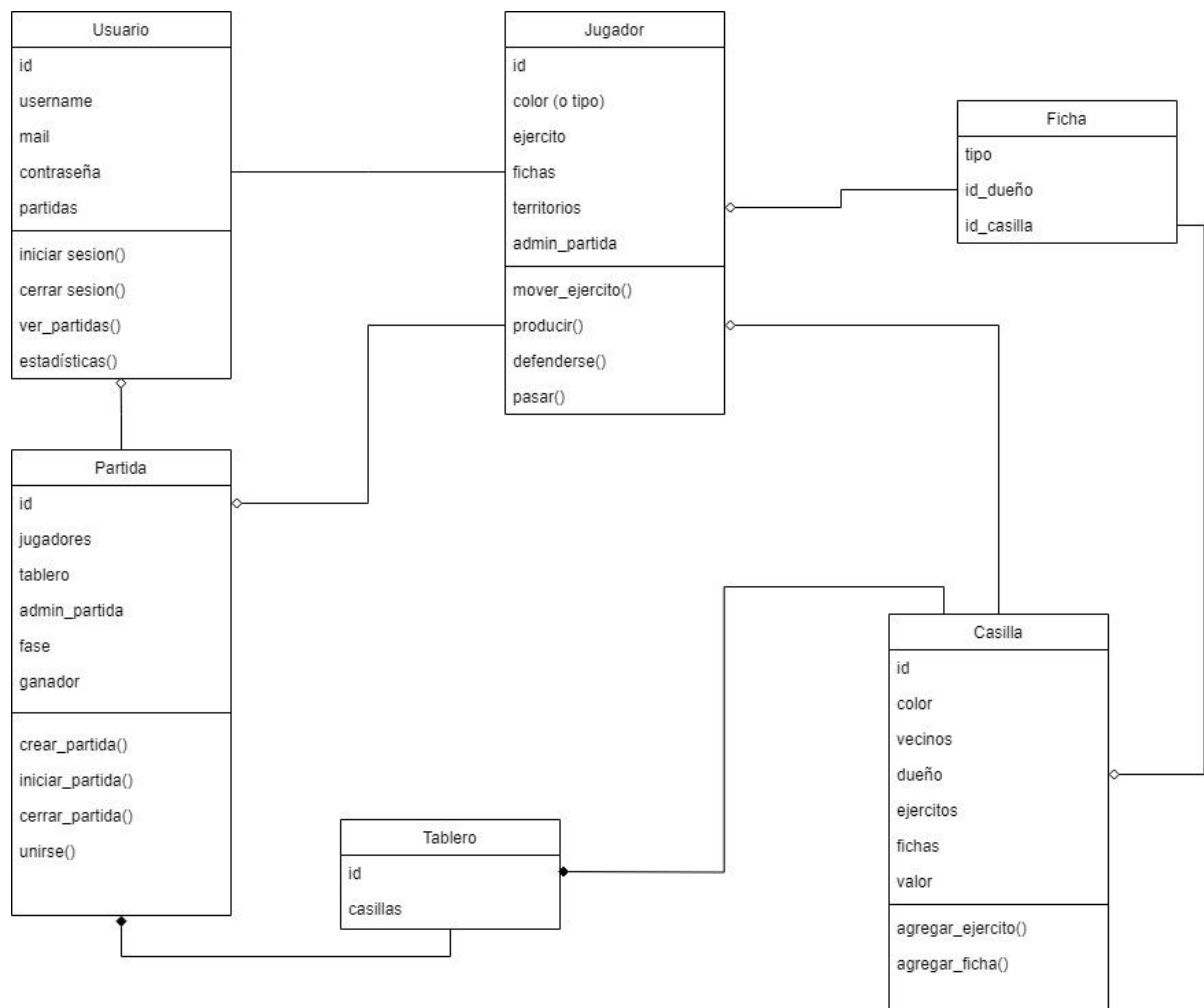 Usuario
id
username
mail
contraseña
partidas
iniciar sesion()
cerrar sesion()
ver_partidas()
estadísticas()
Jugador
id
color (o tipo)
ejercito
fichas
territorios
admin_partida
mover_ejercito()
producir()
defenderse()
pasar()
Ficha
tipo
id_dueño
id_casilla
Partida
id
jugadores
tablero
admin_partida
fase
ganador
crear_partida()
iniciar_partida()
cerrar_partida()
unirse()
Tablero
id
casillas
Casilla
id
color
vecinos
dueño
ejercitos
fichas
valor
agregar_ejercito()
agregar_ficha()